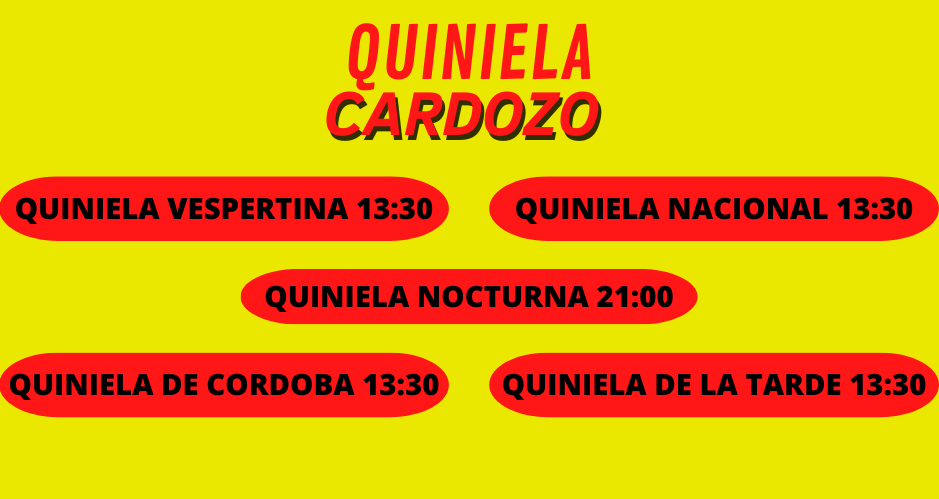 QUINIELA
CARDOZO
QUINIELA VESPERTINA 13:30
QUINIELA NACIONAL 13:30
QUINIELA NOCTURNA 21:00
QUINIELA DE CORDOBA 13:30
QUINIELA DE LA TARDE 13:30